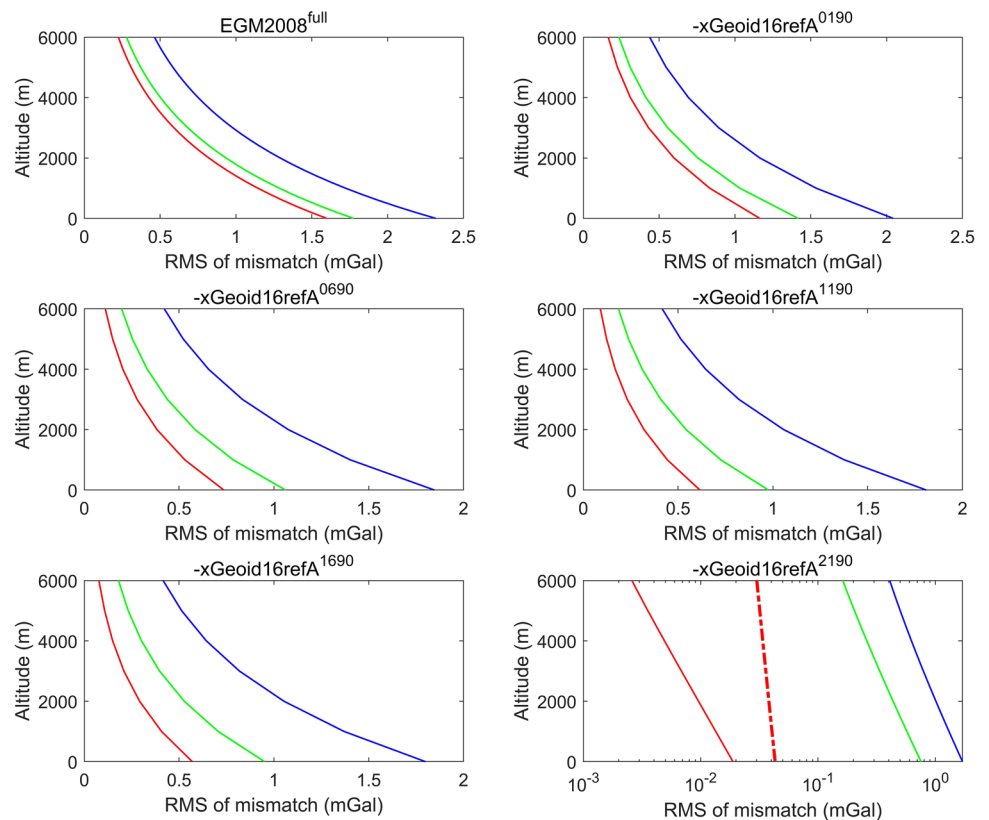 EGM2008^full
6000
4000
2000
0
Altitude (m)
0 0.5 1 1.5 2 2.5
RMS of mismatch (mGal)
-xGeoid16refA^0190
6000
4000
2000
0
Altitude (m)
0 0.5 1 1.5 2 2.5
RMS of mismatch (mGal)
-xGeoid16refA^0690
6000
4000
2000
0
Altitude (m)
0 0.5 1 1.5 2
RMS of mismatch (mGal)
-xGeoid16refA^1190
6000
4000
2000
0
Altitude (m)
0 0.5 1 1.5 2
RMS of mismatch (mGal)
-xGeoid16refA^1690
6000
4000
2000
0
Altitude (m)
0 0.5 1 1.5 2
RMS of mismatch (mGal)
-xGeoid16refA^2190
6000
4000
2000
0
Altitude (m)
10^-3 10^-2 10^-1 10^0
RMS of mismatch (mGal)